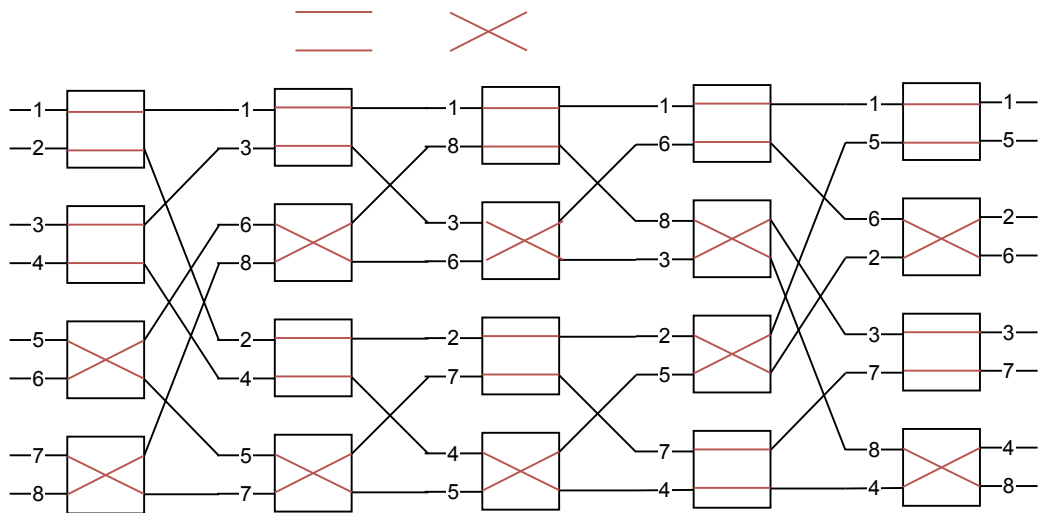 1 1 1 1 1 1
2 3 8 6 5 5
3 6 3 8 6 2
4 8 6 3 2 6
5 2 2 2 3 3
6 4 7 5 7 7
7 5 4 7 8 4
8 7 5 4 4 8